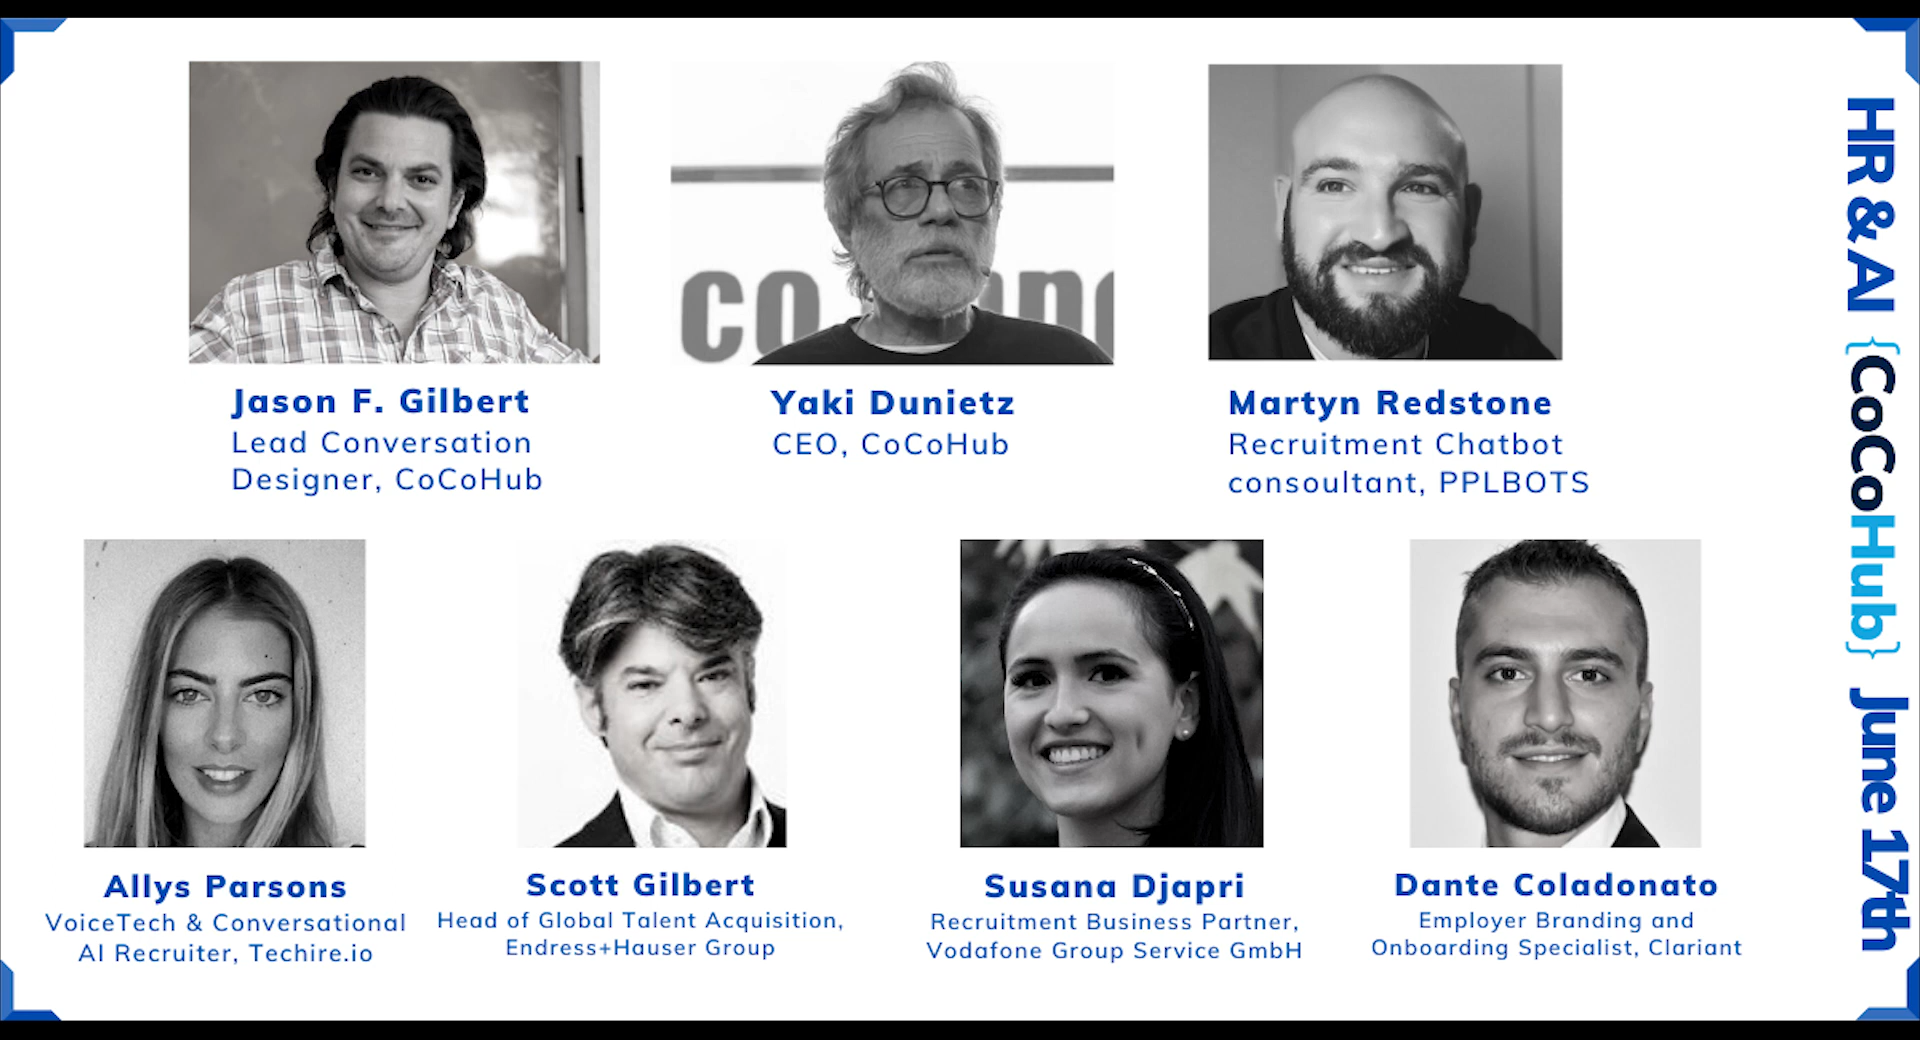 Jason F. Gilbert
Lead Conversation
Designer, CoCoHub
Yaki Dunietz
CEO, CoCoHub
Martyn Redstone
Recruitment Chatbot
consoultant, PPLBOTS
Allys Parsons
VoiceTech & Conversational
AI Recruiter, Techire.io
Scott Gilbert
Head of Global Talent Acquisition,
Endress+Hauser Group
Susana Djapri
Recruitment Business Partner,
Vodafone Group Service GmbH
Dante Coladonato
Employer Branding and
Onboarding Specialist, Clariant
HR & AI {CoCoHub} June 17th